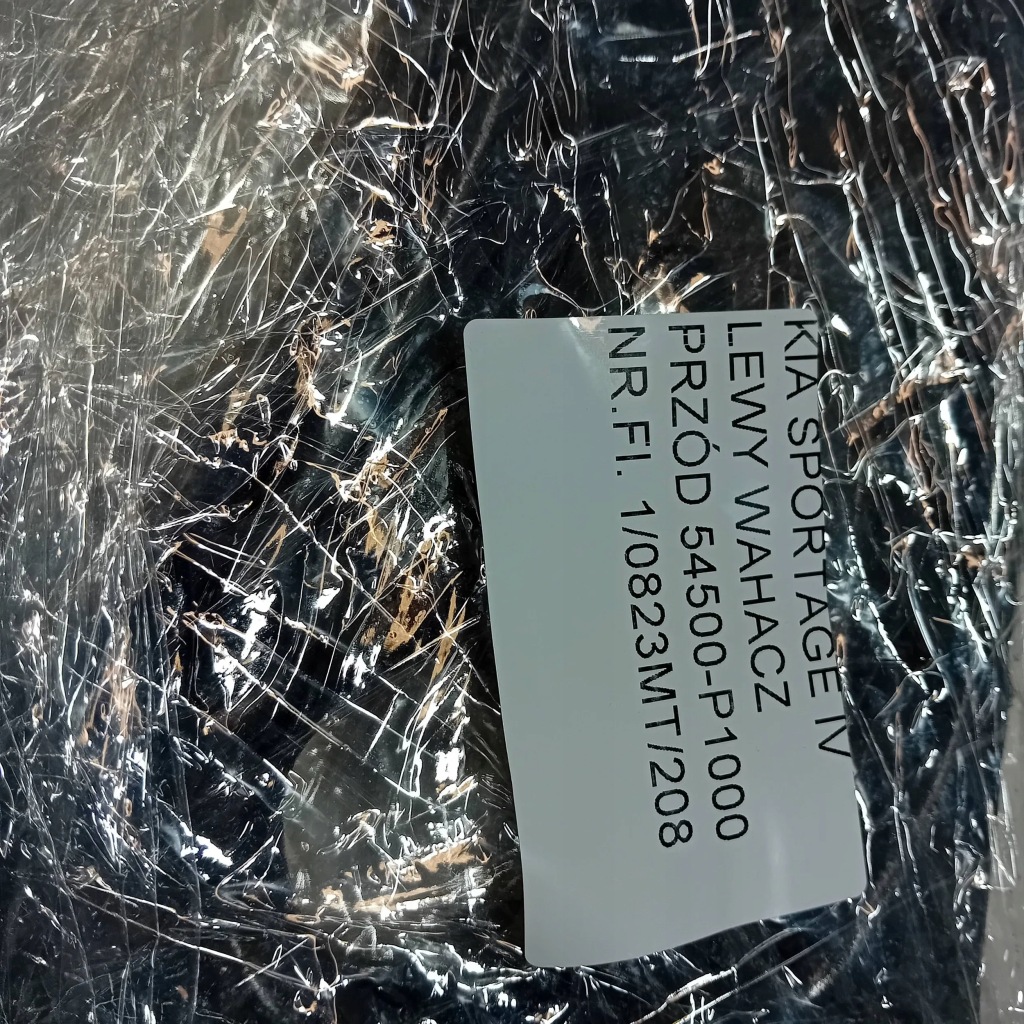 KIA SPORTAGE IV
LEWY WAHACZ
PRZÓD 54500-P1000
NR.FI. 1/0823MT/208